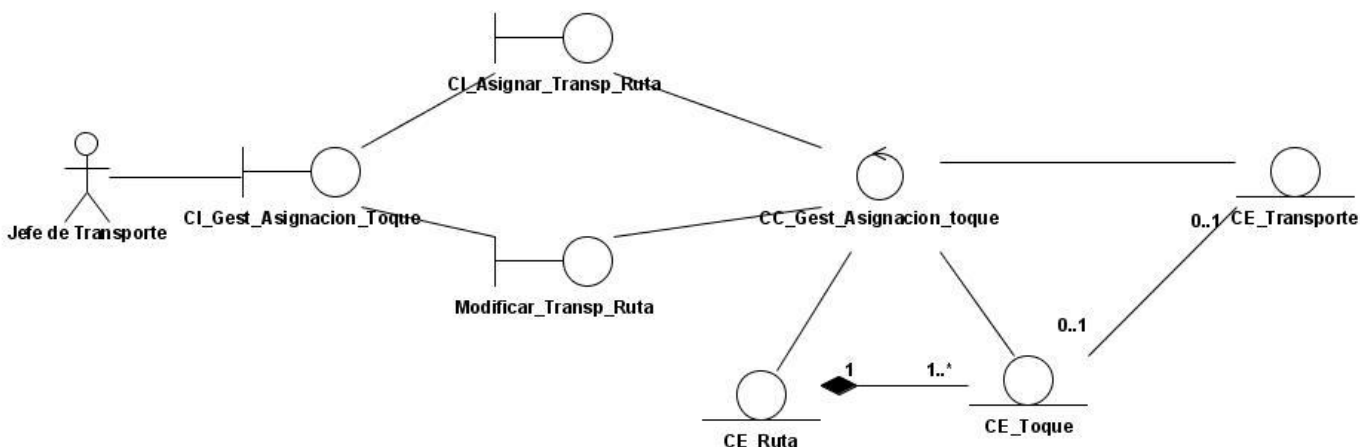 CI_Asignar_Transp_Ruta
Jefe de Transporte
CI_Gest_Asignacion_Toque
CC_Gest_Asignacion_toque
0..1
CE_Transporte
Modificar_Transp_Ruta
0..1
1
1..*
CE_Ruta
CE_Toque